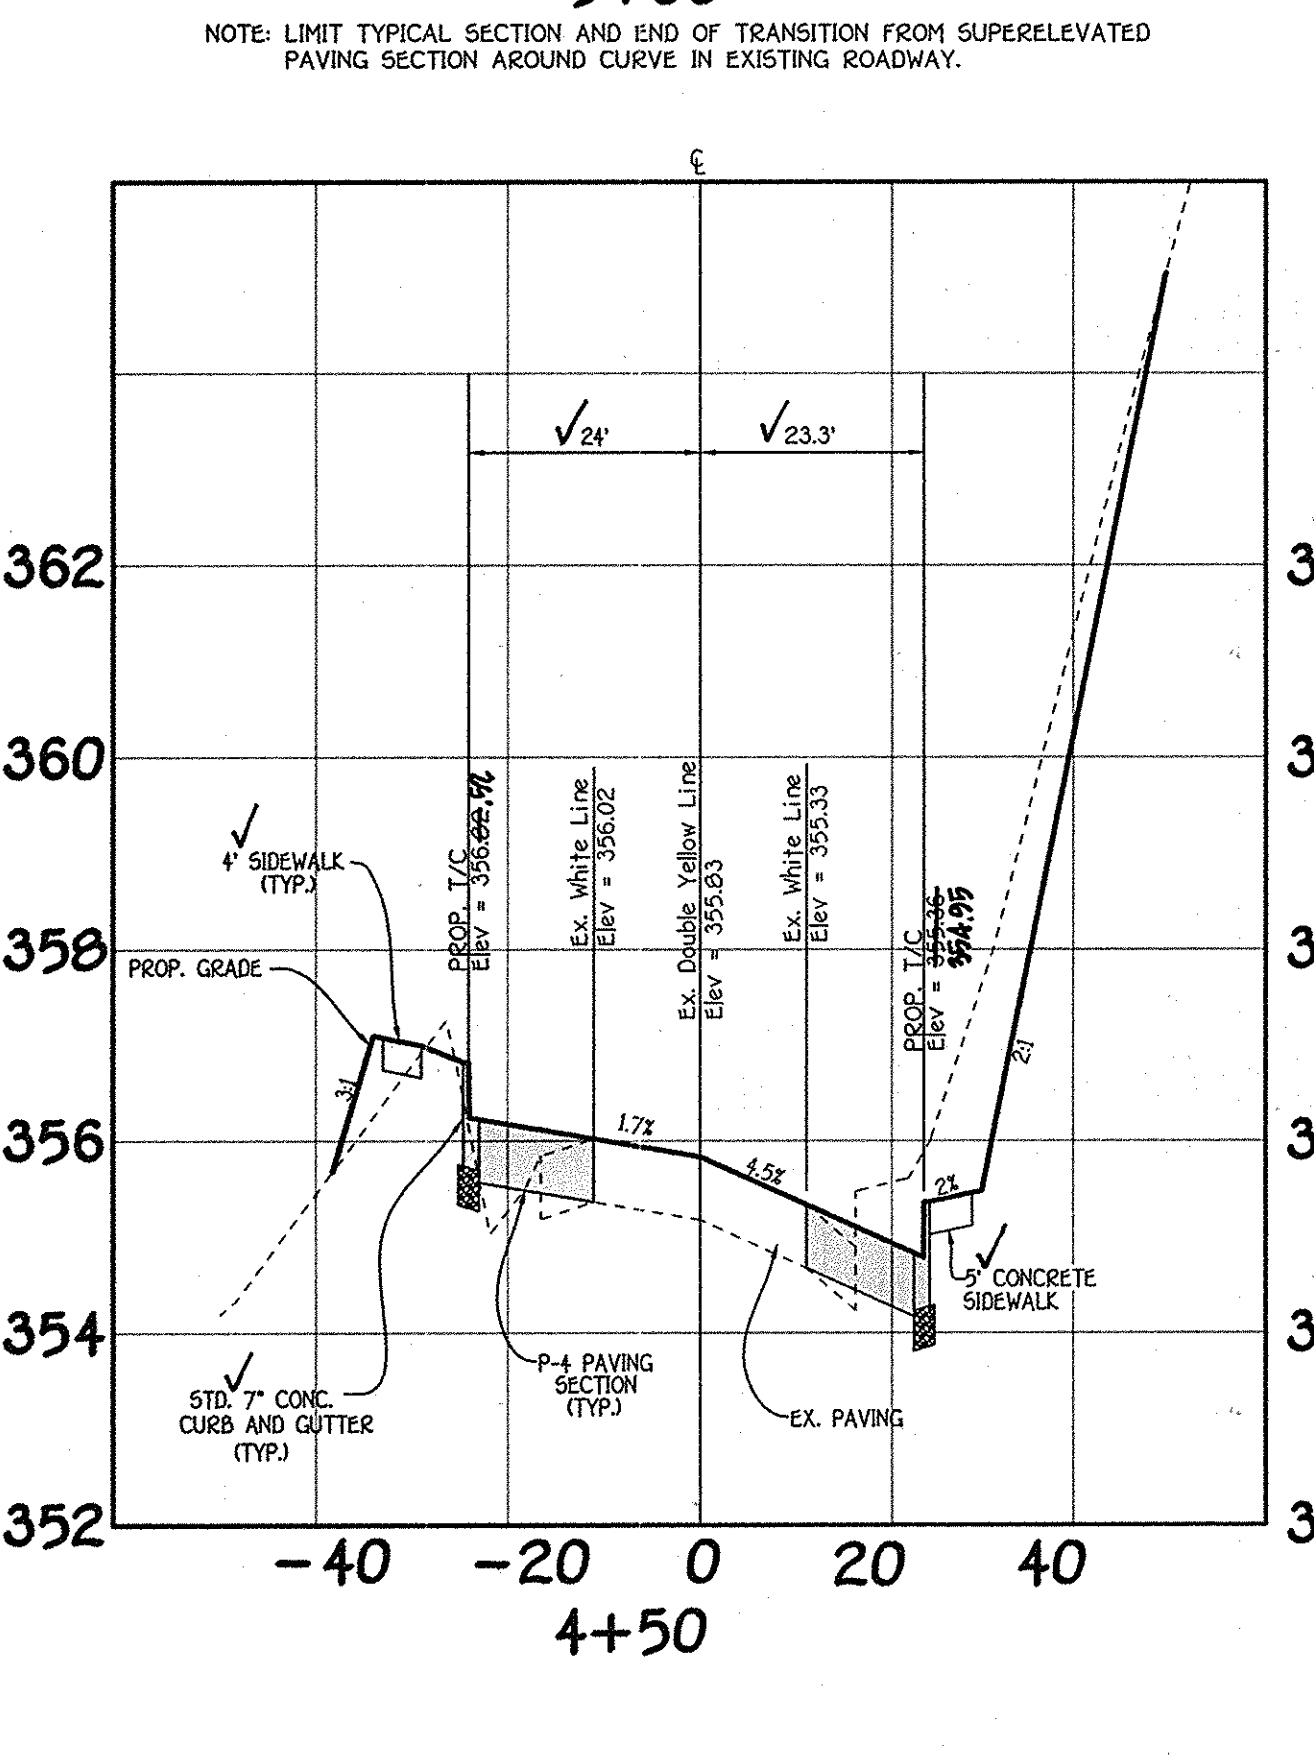 NOTE: LIMIT TYPICAL SECTION AND END OF TRANSITION FROM SUPERELEVATED
PAVING SECTION AROUND CURVE IN EXISTING ROADWAY.
℄
24'
23.3'
362
360
358
356
354
352
4' SIDEWALK
(TYP.)
PROP. GRADE
3:1
PROP. T/C
Elev = 356.82
Ex. White Line
Elev = 356.02
Ex. Double Yellow Line
Elev = 355.83
Ex. White Line
Elev = 355.33
PROP. T/C
Elev = 355.36
354.95
2:1
1.7%
4.5%
2%
5' CONCRETE
SIDEWALK
P-4 PAVING
SECTION
(TYP.)
STD. 7" CONC.
CURB AND GUTTER
(TYP.)
EX. PAVING
-40
-20
0
20
40
4+50